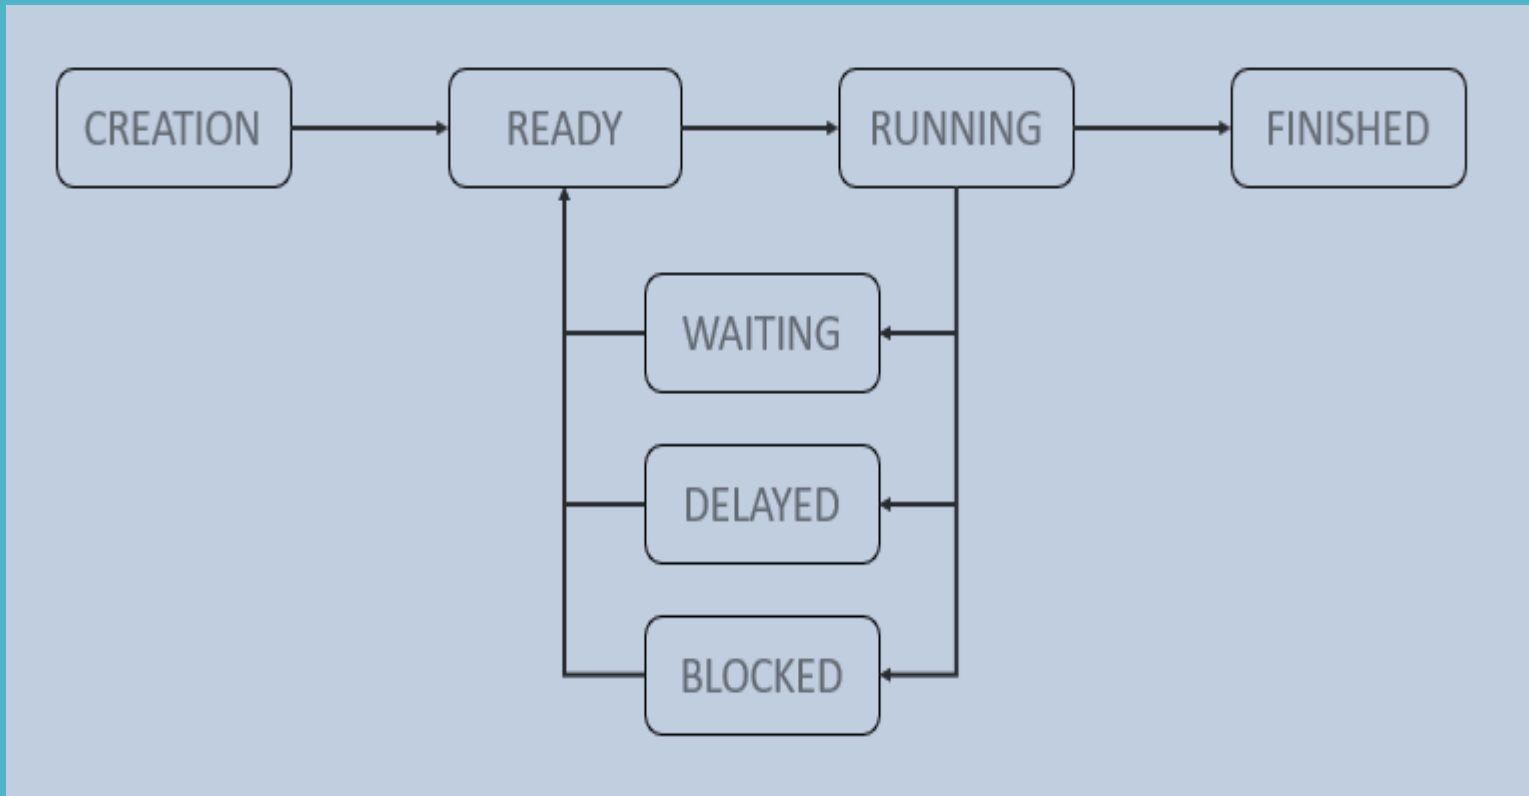 CREATION
READY
RUNNING
FINISHED
WAITING
DELAYED
BLOCKED